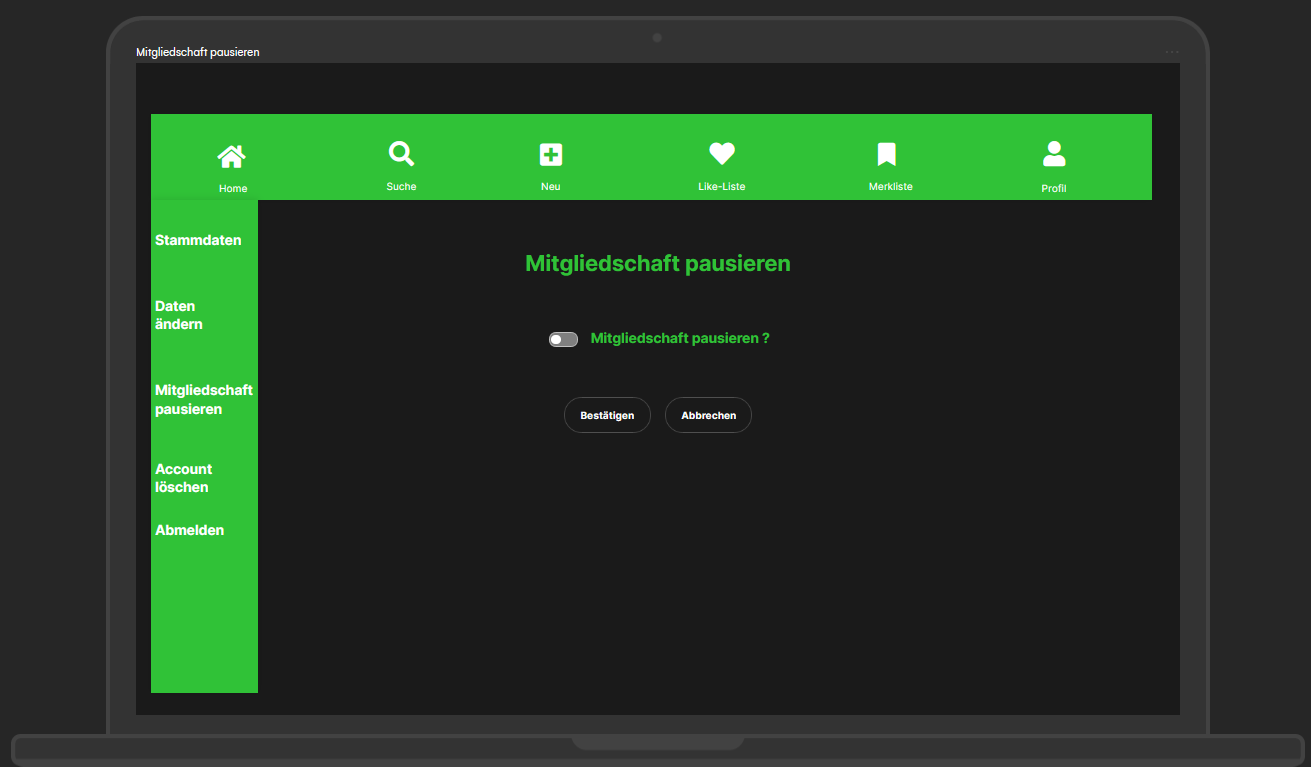 Mitgliedschaft pausieren
Home
Suche
Neu
Like-Liste
Merkliste
Profil
Stammdaten
Daten
ändern
Mitgliedschaft
pausieren
Account
löschen
Abmelden
Mitgliedschaft pausieren
Mitgliedschaft pausieren ?
Bestätigen
Abbrechen